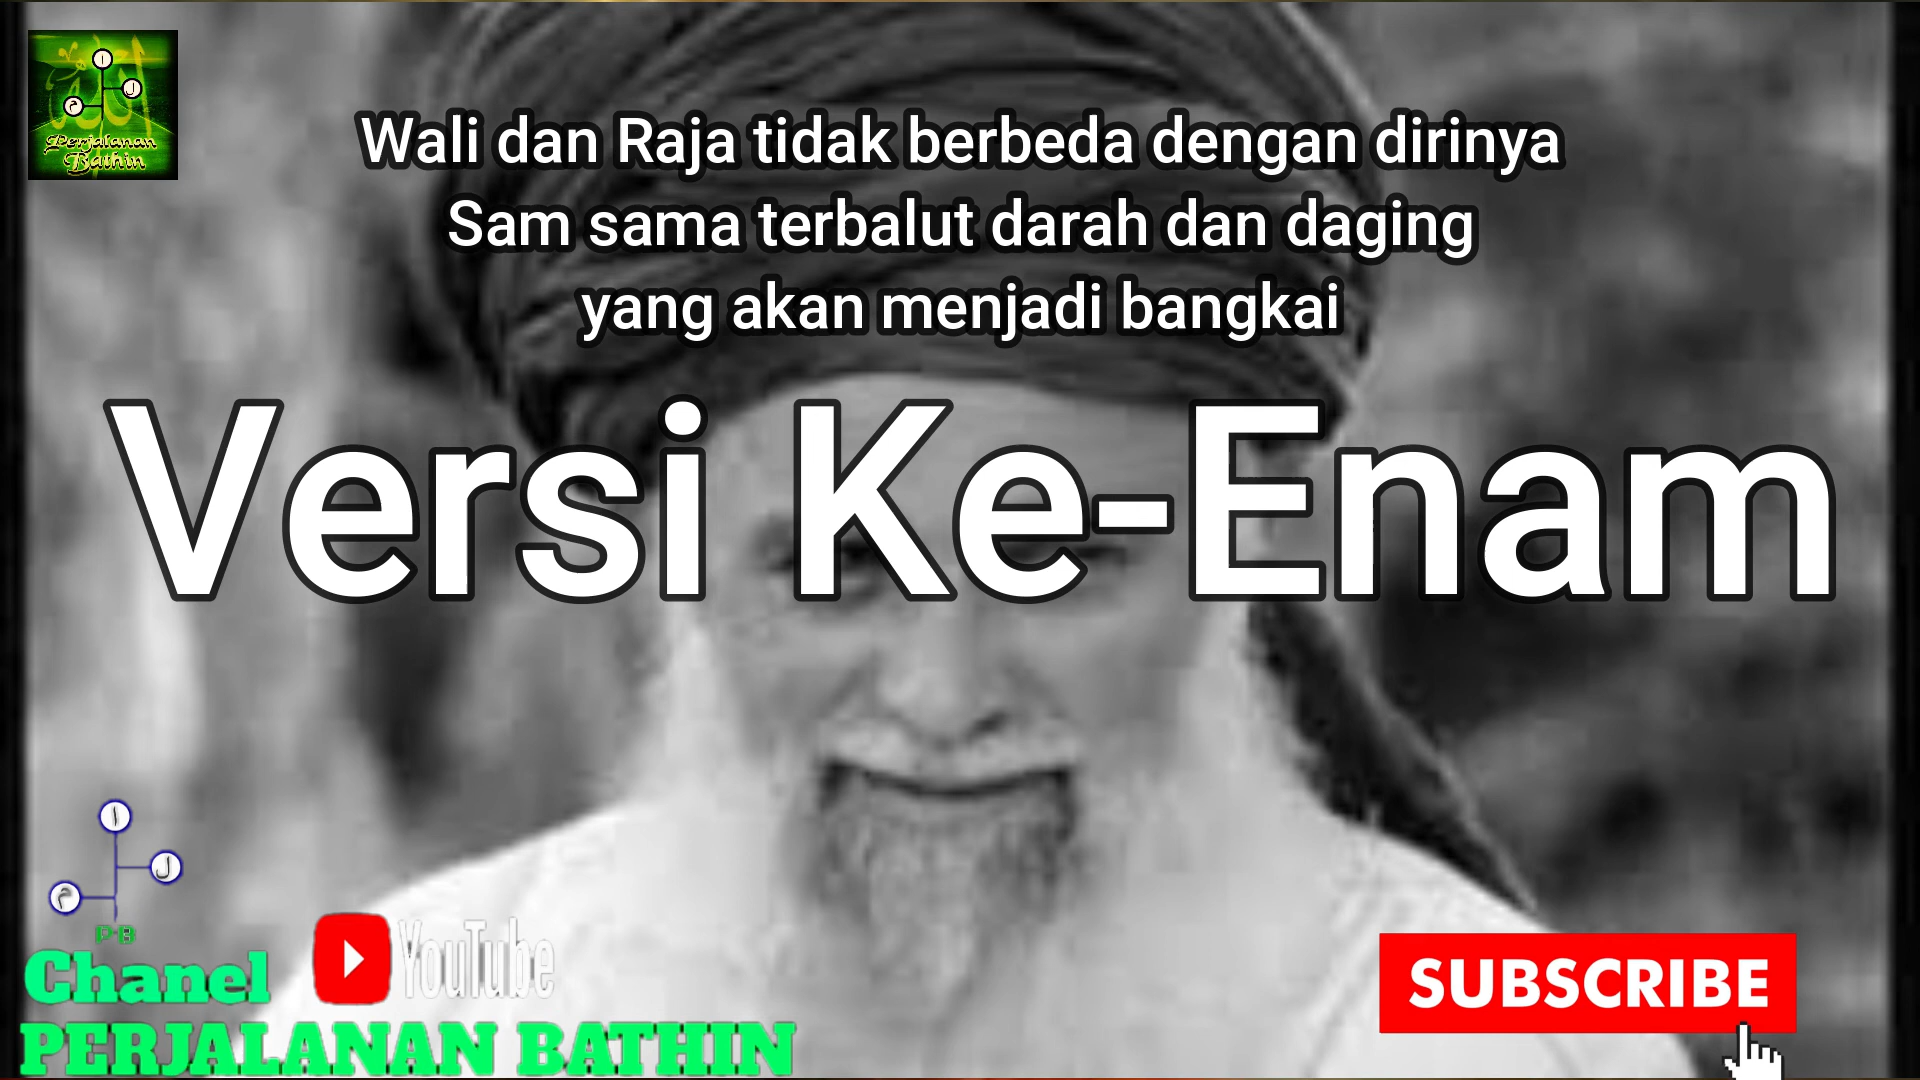 الله
ا
ل
م
Perjalanan
Bathin
Wali dan Raja tidak berbeda dengan dirinya
Sam sama terbalut darah dan daging
yang akan menjadi bangkai
Versi Ke-Enam
ا
ل
م
PB
Chanel
YouTube
PERJALANAN BATHIN
SUBSCRIBE